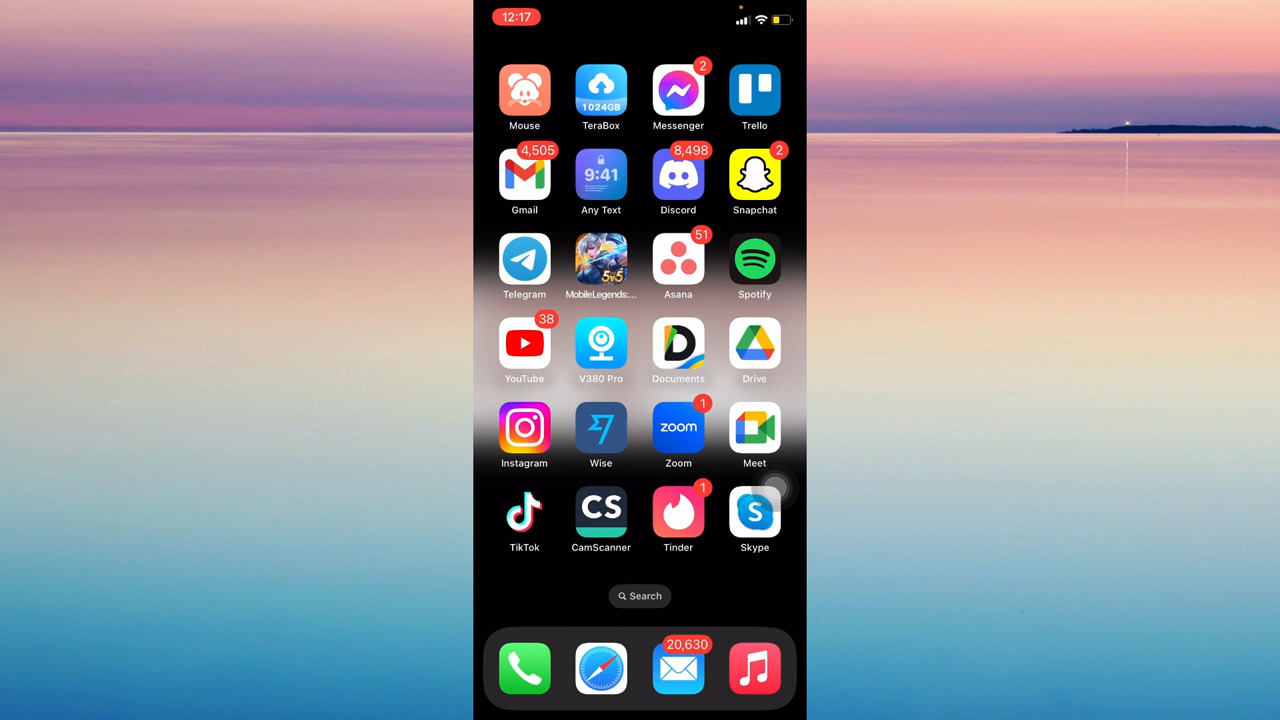 12:17
1024GB
2
Mouse
TeraBox
Messenger
Trello
4,505
9:41
8,498
2
Gmail
Any Text
Discord
Snapchat
5v5
51
Telegram
MobileLegends:...
Asana
Spotify
38
D
YouTube
V380 Pro
Documents
Drive
zoom
1
Instagram
Wise
Zoom
Meet
CS
1
S
TikTok
CamScanner
Tinder
Skype
Search
20,630